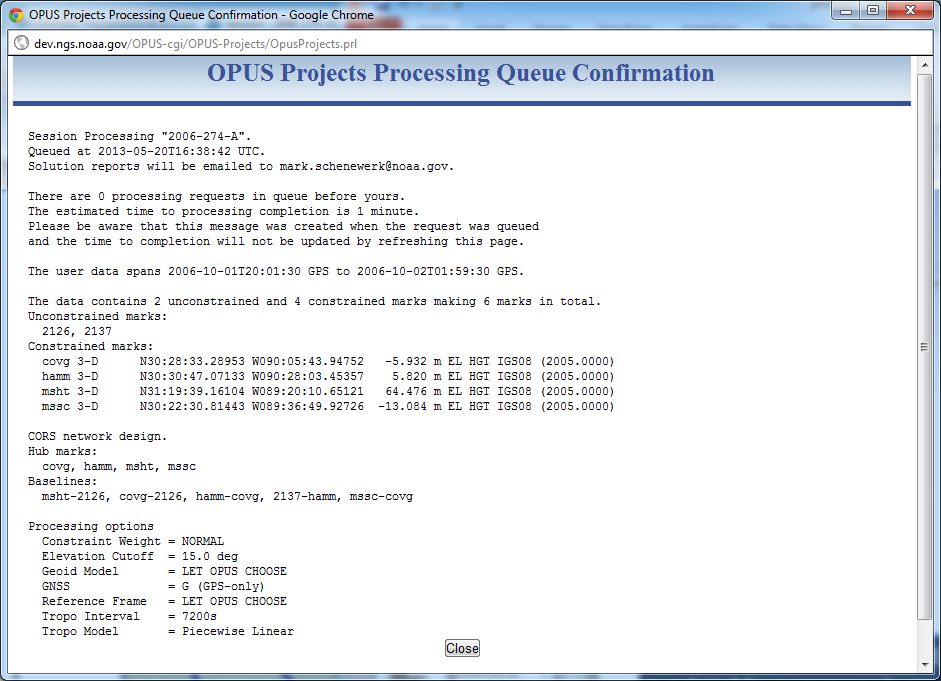 OPUS Projects Processing Queue Confirmation - Google Chrome
dev.ngs.noaa.gov/OPUS-cgi/OPUS-Projects/OpusProjects.prl
OPUS Projects Processing Queue Confirmation
Session Processing "2006-274-A".
Queued at 2013-05-20T16:38:42 UTC.
Solution reports will be emailed to mark.schenewerk@noaa.gov.
There are 0 processing requests in queue before yours.
The estimated time to processing completion is 1 minute.
Please be aware that this message was created when the request was queued
and the time to completion will not be updated by refreshing this page.
The user data spans 2006-10-01T20:01:30 GPS to 2006-10-02T01:59:30 GPS.
The data contains 2 unconstrained and 4 constrained marks making 6 marks in total.
Unconstrained marks:
2126, 2137
Constrained marks:
covg 3-D N30:28:33.28953 W090:05:43.94752 -5.932 m EL HGT IGS08 (2005.0000)
hamm 3-D N30:30:47.07133 W090:28:03.45357 5.820 m EL HGT IGS08 (2005.0000)
msht 3-D N31:19:39.16104 W089:20:10.65121 64.476 m EL HGT IGS08 (2005.0000)
mssc 3-D N30:22:30.81443 W089:36:49.92726 -13.084 m EL HGT IGS08 (2005.0000)
CORS network design.
Hub marks:
covg, hamm, msht, mssc
Baselines:
msht-2126, covg-2126, hamm-covg, 2137-hamm, mssc-covg
Processing options
Constraint Weight = NORMAL
Elevation Cutoff = 15.0 deg
Geoid Model = LET OPUS CHOOSE
GNSS = G (GPS-only)
Reference Frame = LET OPUS CHOOSE
Tropo Interval = 7200s
Tropo Model = Piecewise Linear
Close